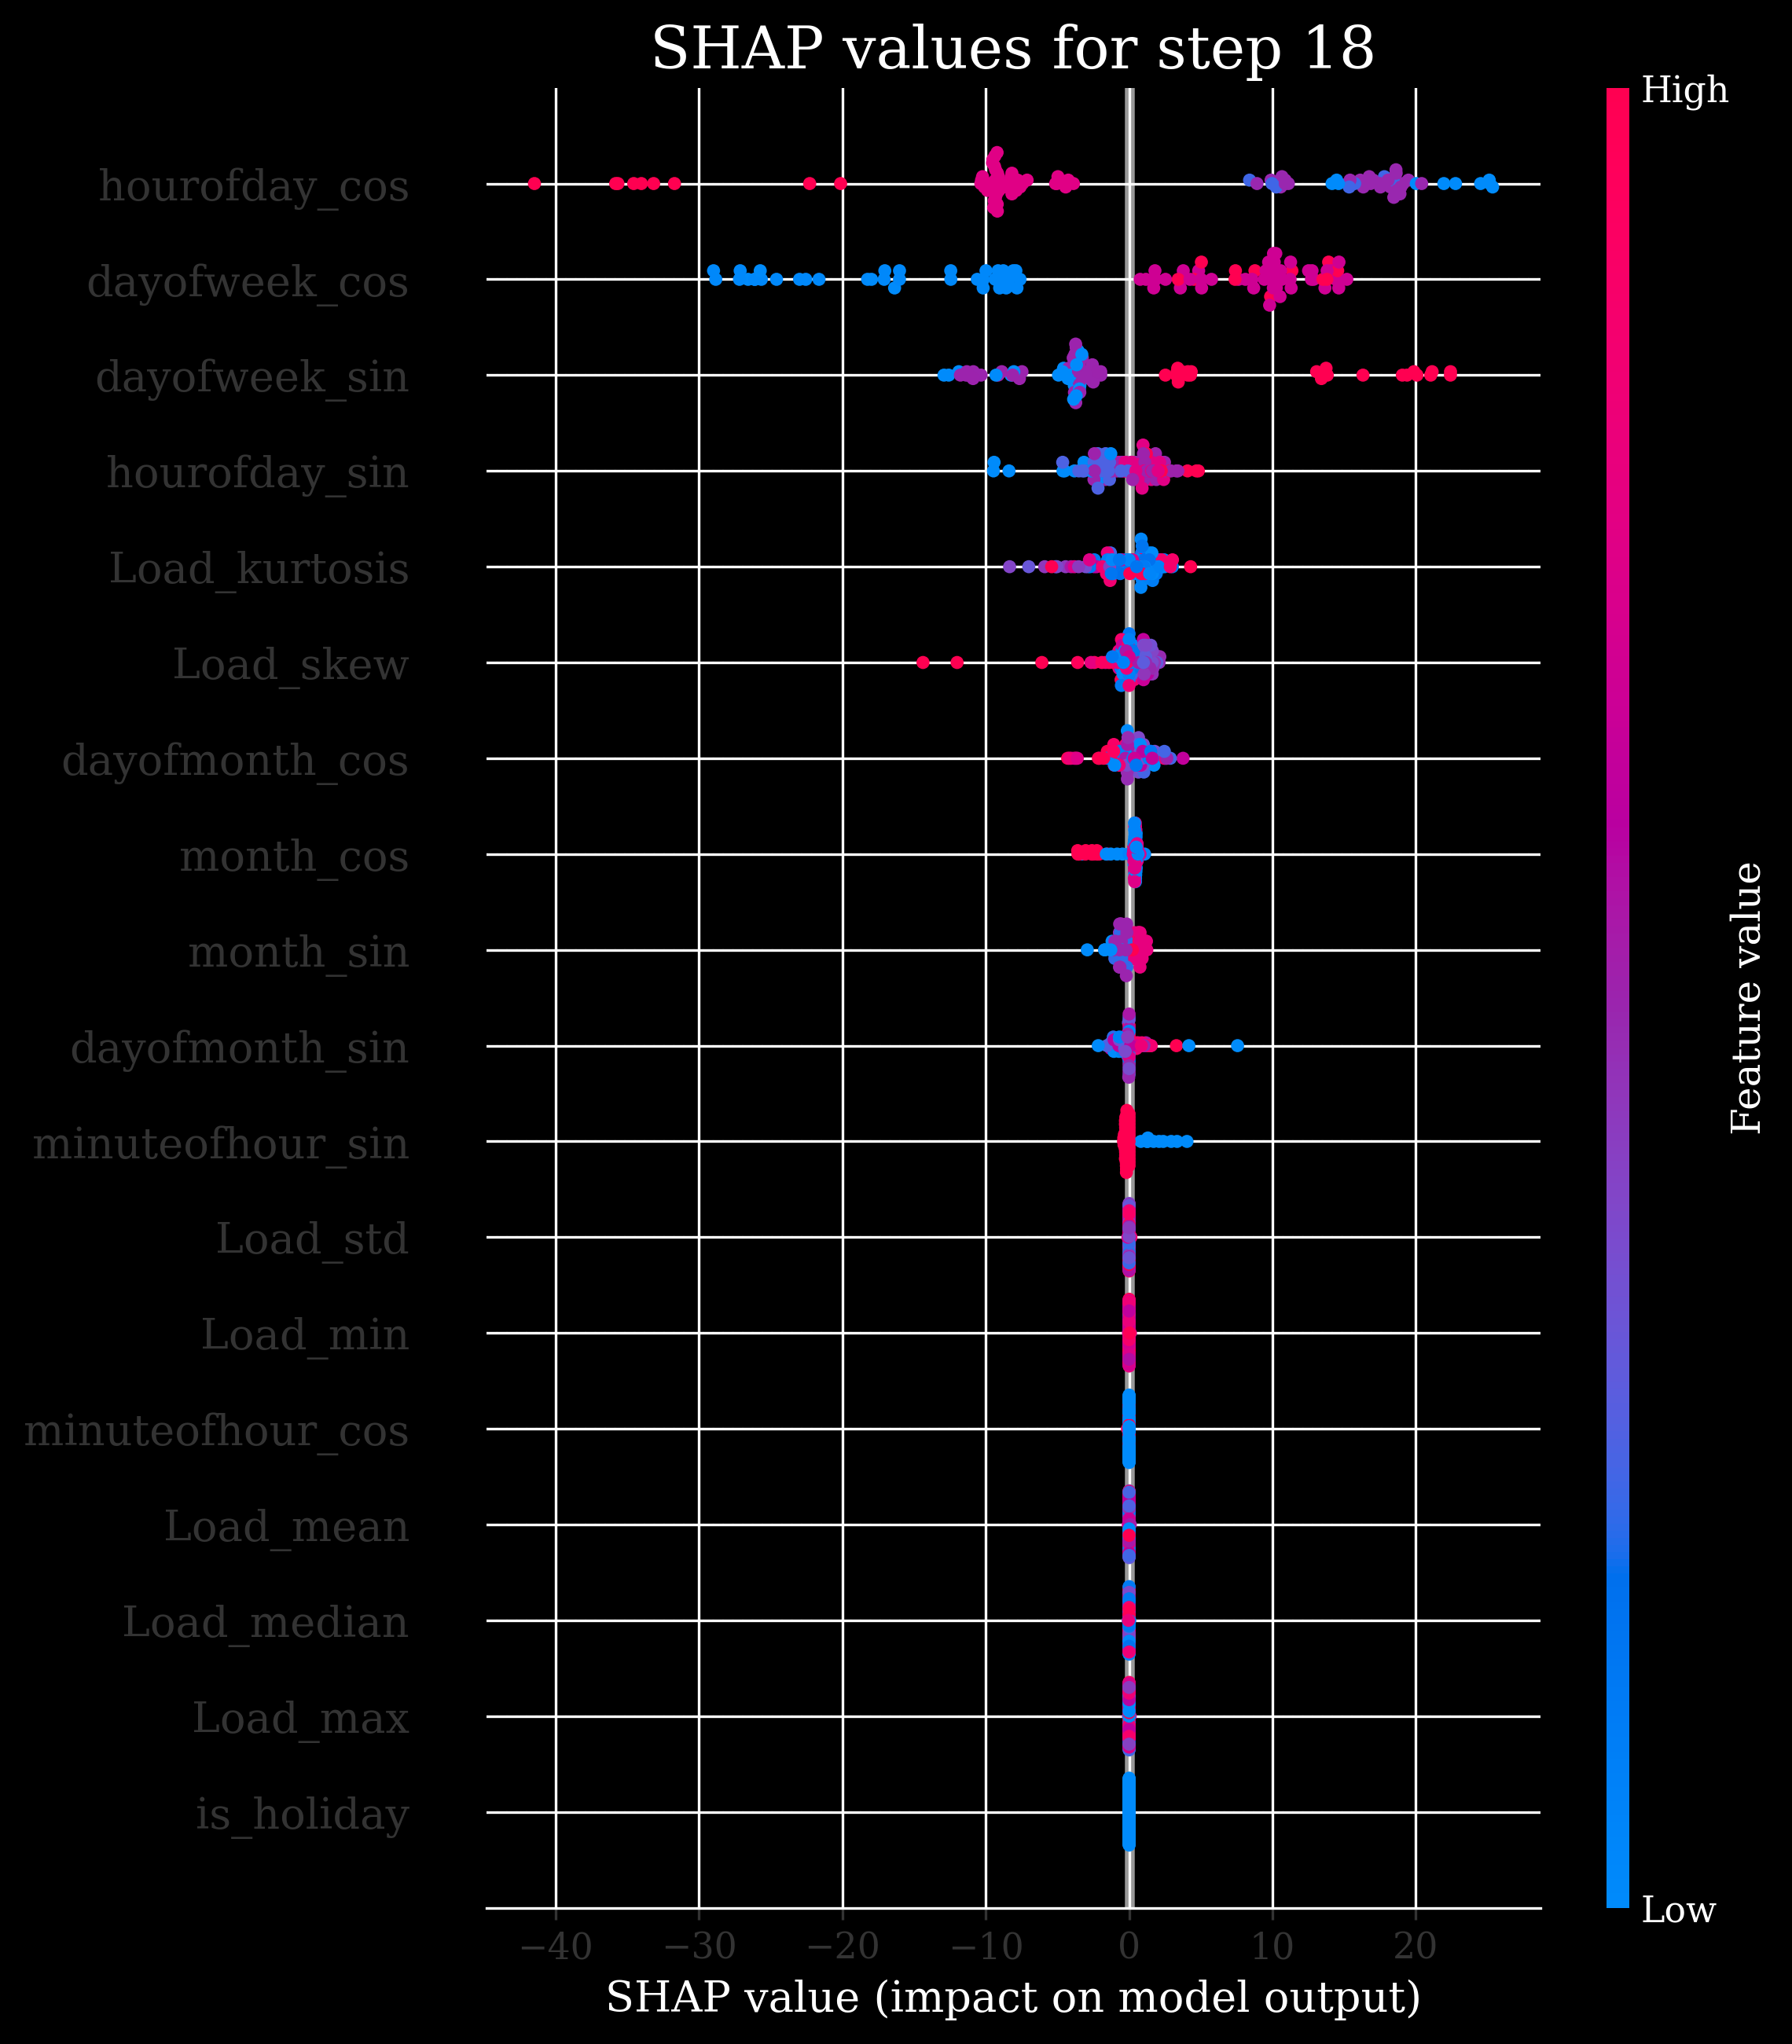 SHAP values for step 18
High
hourofday_cos
dayofweek_cos
dayofweek_sin
hourofday_sin
Load_kurtosis
Load_skew
dayofmonth_cos
month_cos
month_sin
dayofmonth_sin
minuteofhour_sin
Load_std
Load_min
minuteofhour_cos
Load_mean
Load_median
Load_max
is_holiday
Feature value
Low
−40 −30 −20 −10 0 10 20
SHAP value (impact on model output)